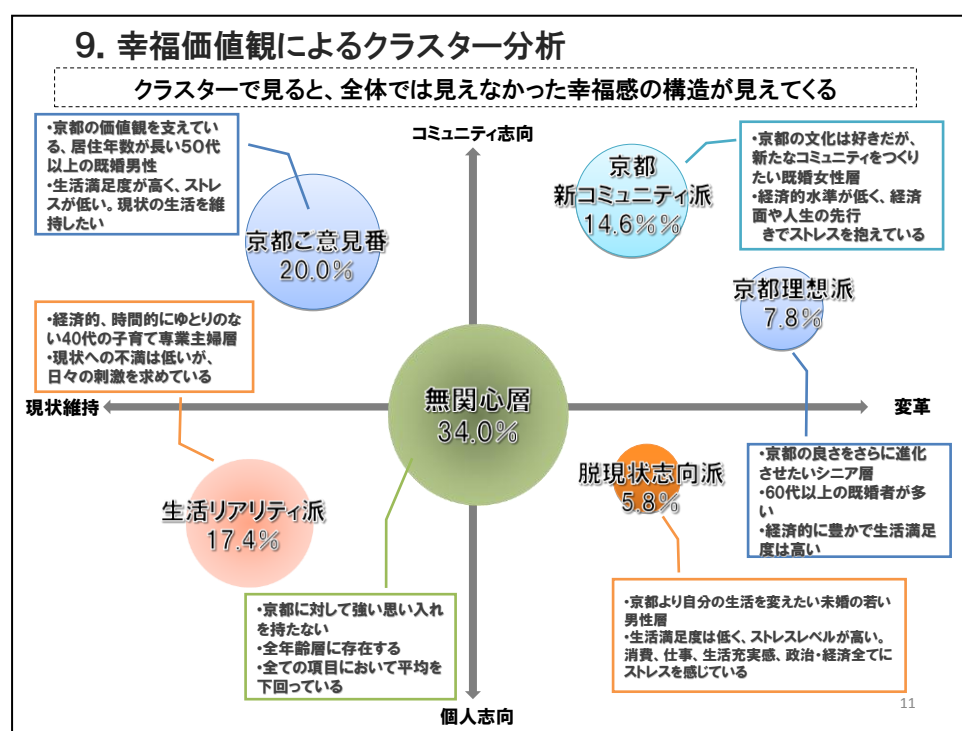 9. 幸福価値観によるクラスター分析
クラスターで見ると、全体では見えなかった幸福感の構造が見えてくる
・京都の価値観を支えてい
る、居住年数が長い50代
以上の既婚男性
・生活満足度が高く、ストレ
スが低い。現状の生活を維
持したい
コミュニティ志向
京都
新コミュニティ派
14.6%%
・京都の文化は好きだが、
新たなコミュニティをつくり
たい既婚女性層
・経済的水準が低く、経済
面や人生の先行
きでストレスを抱えている
京都ご意見番
20.0%
京都理想派
7.8%
・経済的、時間的にゆとりのな
い40代の子育て専業主婦層
・現状への不満は低いが、
日々の刺激を求めている
現状維持
無関心層
34.0%
変革
生活リアリティ派
17.4%
脱現状志向派
5.8%
・京都の良さをさらに進化
させたいシニア層
・60代以上の既婚者が多
い
・経済的に豊かで生活満足
度は高い
・京都に対して強い思い入れ
を持たない
・全年齢層に存在する
・全ての項目において平均を
下回っている
・京都より自分の生活を変えたい未婚の若い
男性層
・生活満足度は低く、ストレスレベルが高い。
消費、仕事、生活充実感、政治・経済全てに
ストレスを感じている
個人志向
11